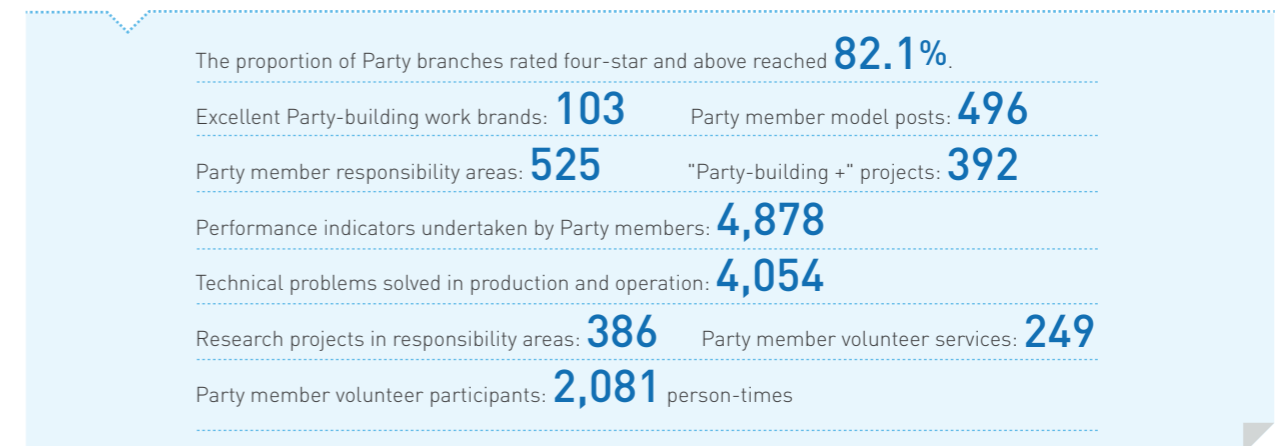 The proportion of Party branches rated four-star and above reached 82.1%.
Excellent Party-building work brands: 103 Party member model posts: 496
Party member responsibility areas: 525 "Party-building +" projects: 392
Performance indicators undertaken by Party members: 4,878
Technical problems solved in production and operation: 4,054
Research projects in responsibility areas: 386 Party member volunteer services: 249
Party member volunteer participants: 2,081 person-times